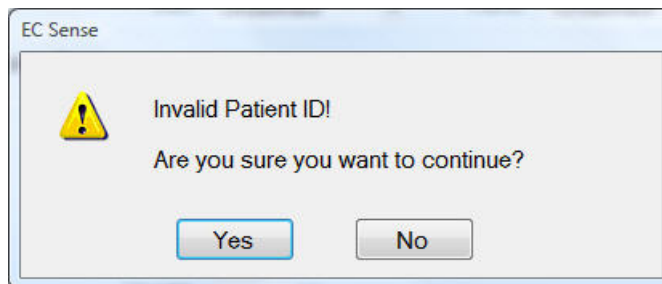 EC Sense
Invalid Patient ID!
Are you sure you want to continue?
Yes
No